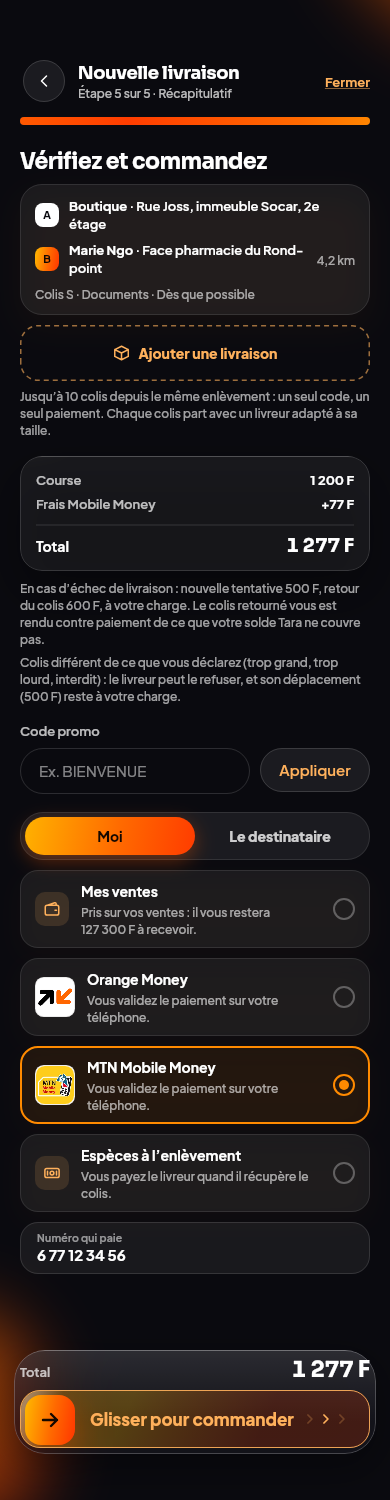 Nouvelle livraison
Étape 5 sur 5 · Récapitulatif
Fermer
Vérifiez et commandez
A
Boutique · Rue Joss, immeuble Socar, 2e
étage
B
Marie Ngo · Face pharmacie du Rond-
point
4,2 km
Colis S · Documents · Dès que possible
Ajouter une livraison
Jusqu’à 10 colis depuis le même enlèvement : un seul code, un
seul paiement. Chaque colis part avec un livreur adapté à sa
taille.
Course
1 200 F
Frais Mobile Money
+77 F
Total
1 277 F
En cas d’échec de livraison : nouvelle tentative 500 F, retour
du colis 600 F, à votre charge. Le colis retourné vous est
rendu contre paiement de ce que votre solde Tara ne couvre
pas.
Colis différent de ce que vous déclarez (trop grand, trop
lourd, interdit) : le livreur peut le refuser, et son déplacement
(500 F) reste à votre charge.
Code promo
Ex. BIENVENUE
Appliquer
Moi
Le destinataire
Mes ventes
Pris sur vos ventes : il vous restera
127 300 F à recevoir.
Orange Money
Vous validez le paiement sur votre
téléphone.
MTN Mobile Money
Vous validez le paiement sur votre
téléphone.
Espèces à l’enlèvement
Vous payez le livreur quand il récupère le
colis.
Numéro qui paie
6 77 12 34 56
Total
1 277 F
Glisser pour commander